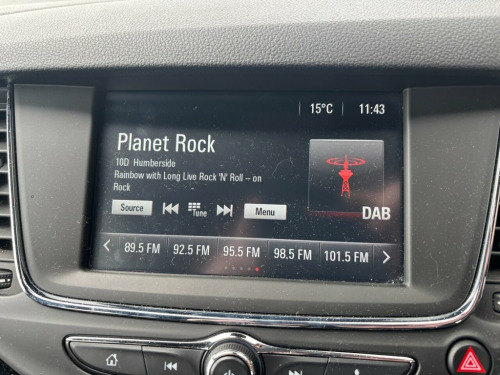 15°C 11:43
Planet Rock
10D Humberside
Rainbow with Long Live Rock 'N' Roll -- on
Rock
Source Tune Menu
DAB
89.5 FM 92.5 FM 95.5 FM 98.5 FM 101.5 FM